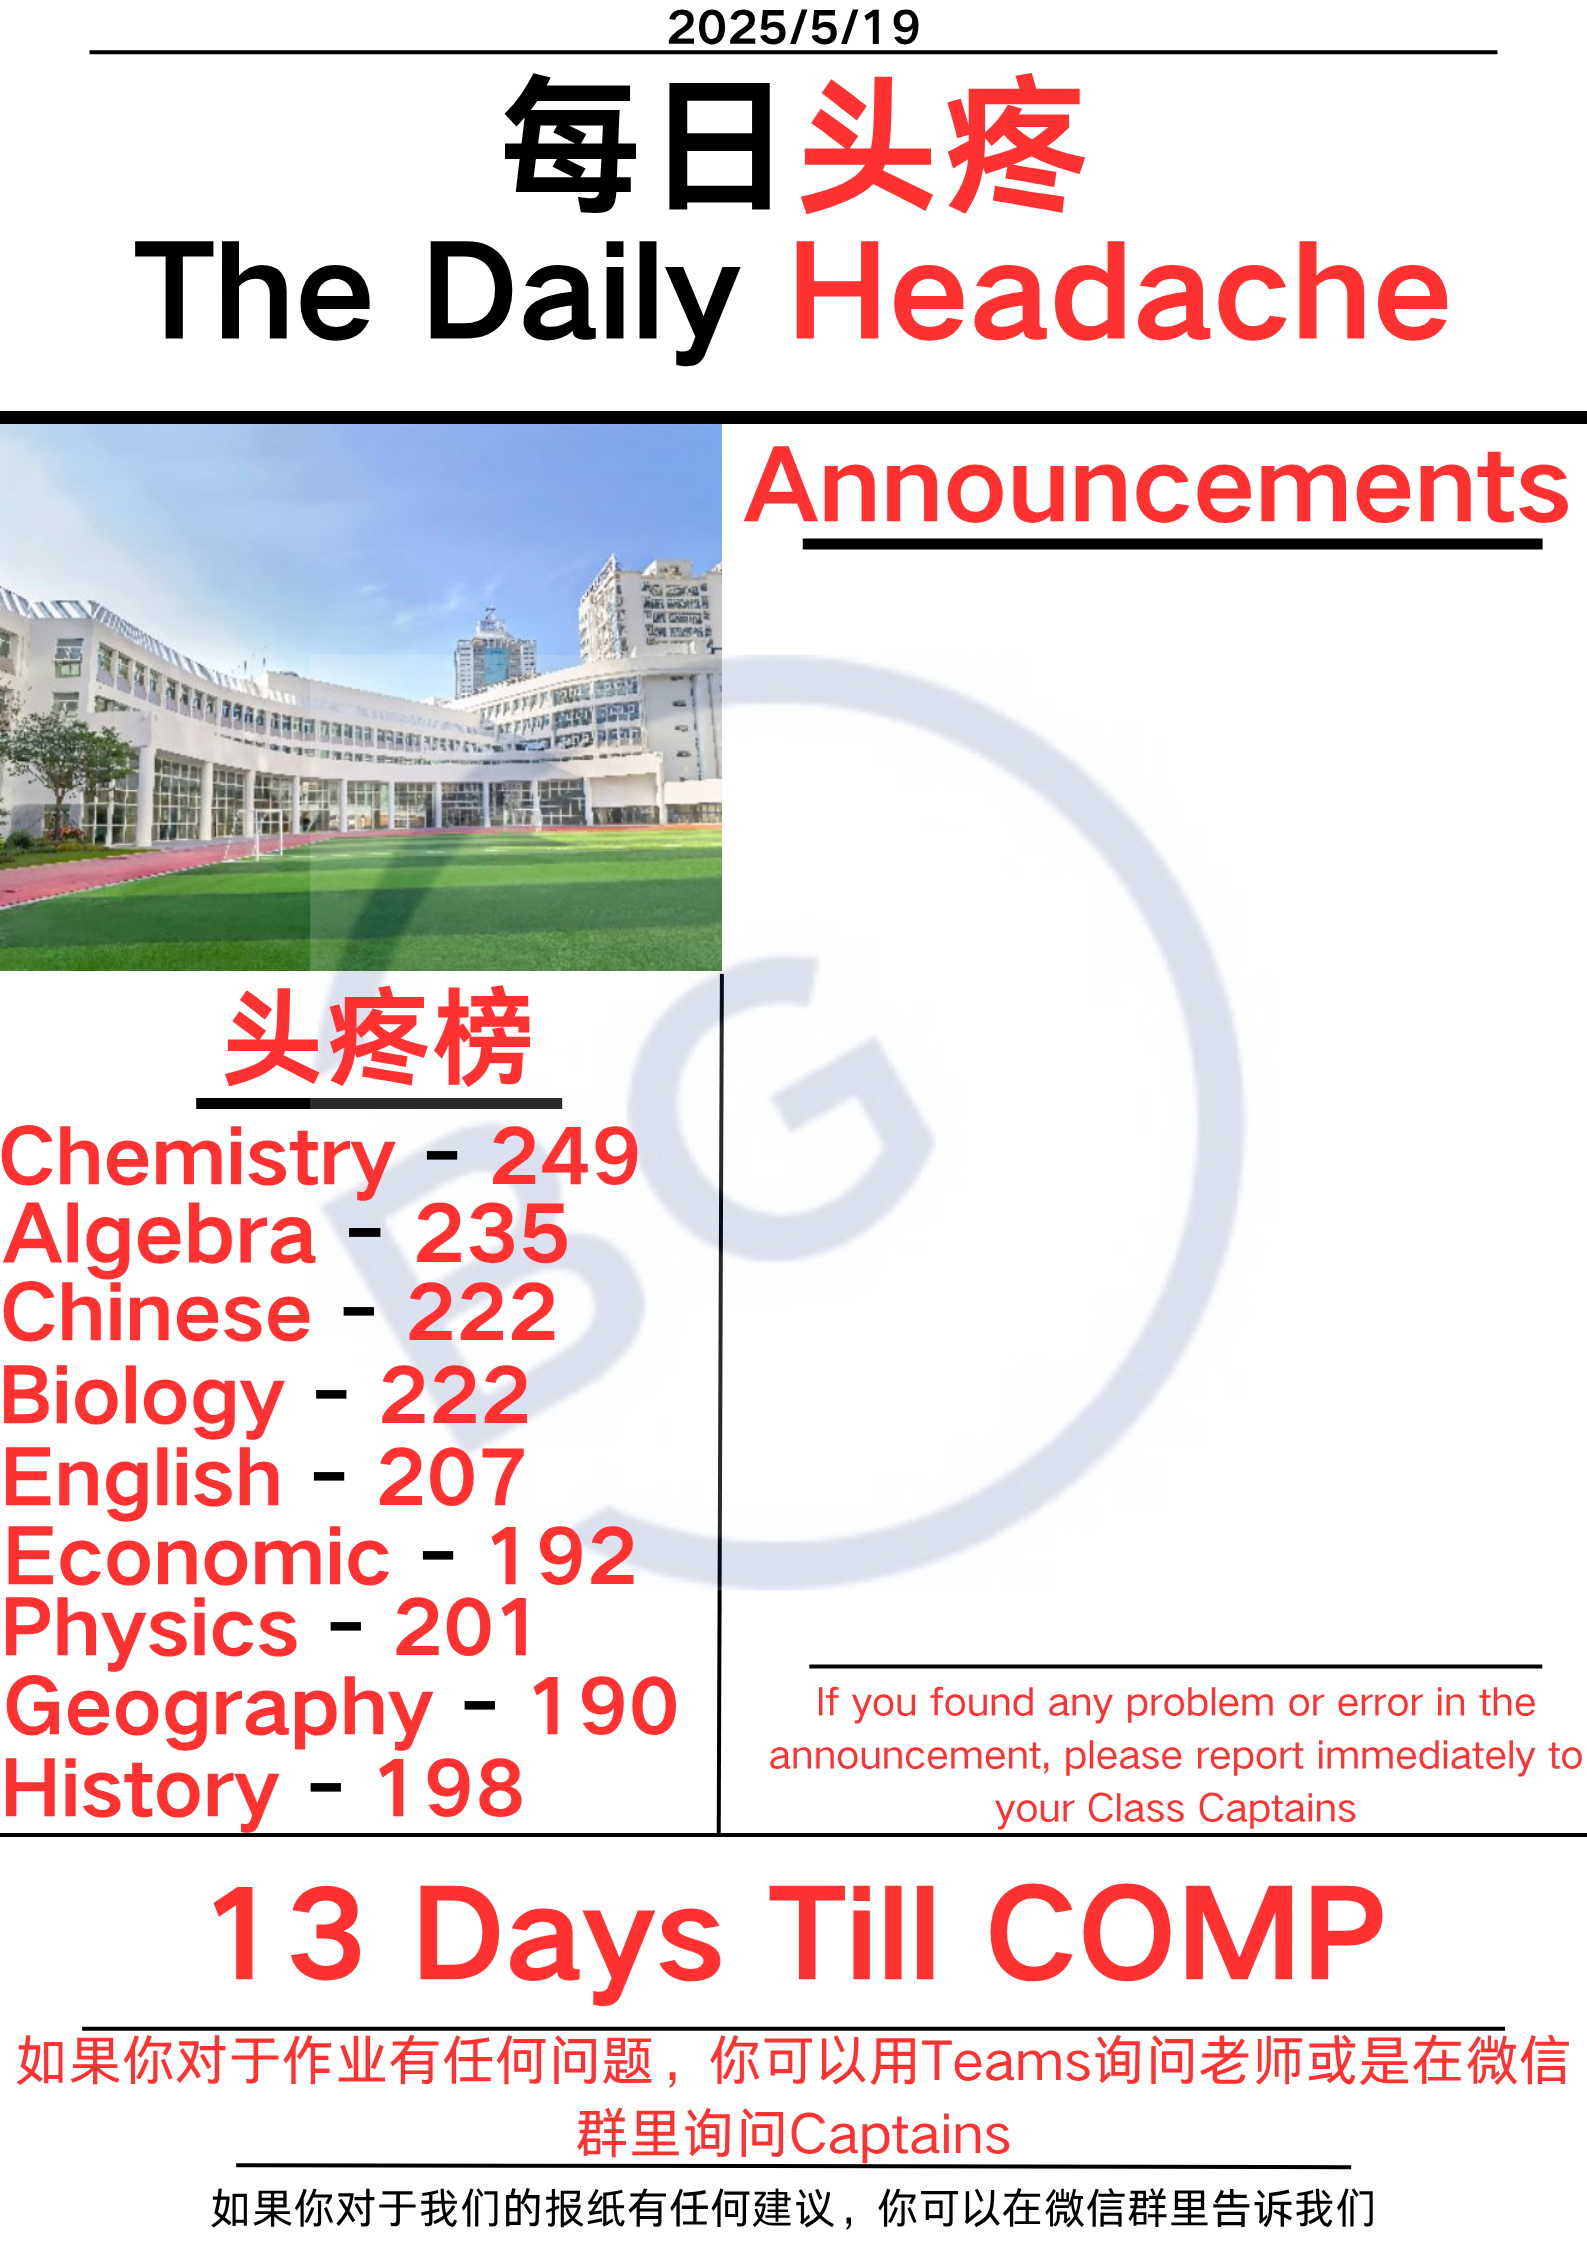 2025/5/19
每日头疼
The Daily Headache
Announcements
头疼榜
Chemistry - 249
Algebra - 235
Chinese - 222
Biology - 222
English - 207
Economic - 192
Physics - 201
Geography - 190
History - 198
BG
If you found any problem or error in the
announcement, please report immediately to
your Class Captains
13 Days Till COMP
如果你对于作业有任何问题，你可以用Teams询问老师或是在微信
群里询问Captains
如果你对于我们的报纸有任何建议，你可以在微信群里告诉我们